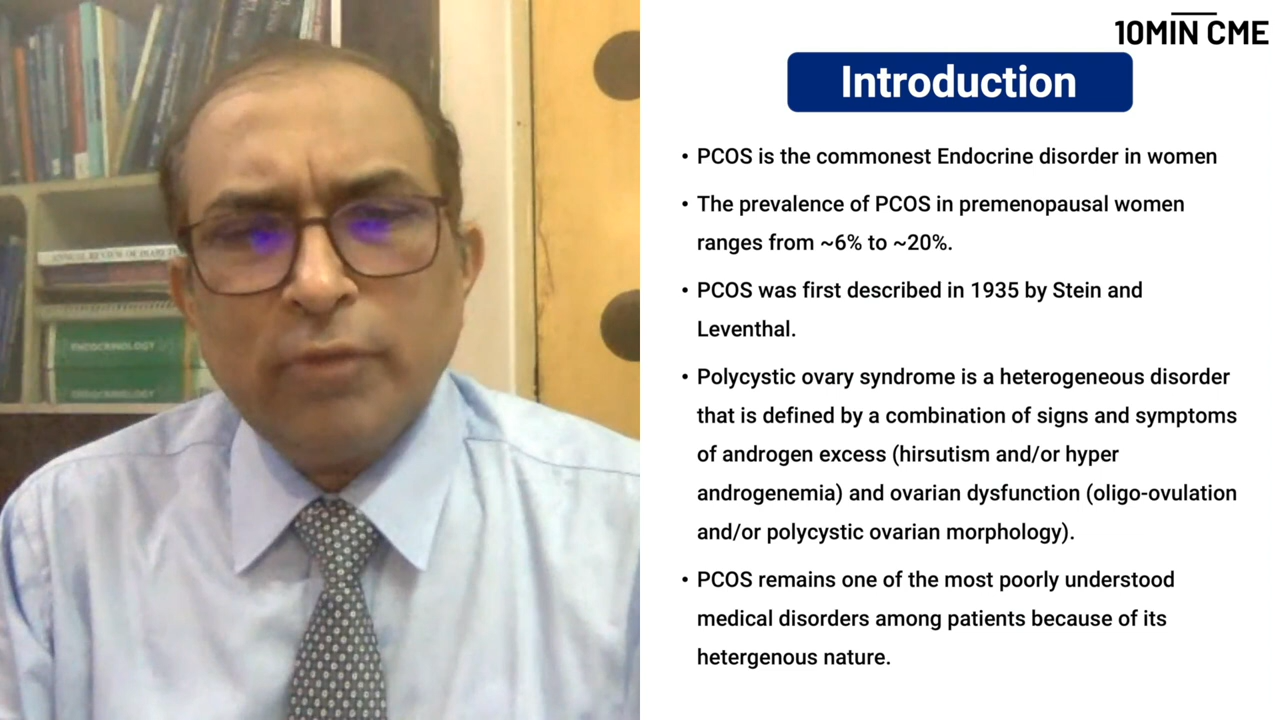 10MIN CME
Introduction
• PCOS is the commonest Endocrine disorder in women
• The prevalence of PCOS in premenopausal women
ranges from ~6% to ~20%.
• PCOS was first described in 1935 by Stein and
Leventhal.
• Polycystic ovary syndrome is a heterogeneous disorder
that is defined by a combination of signs and symptoms
of androgen excess (hirsutism and/or hyper
androgenemia) and ovarian dysfunction (oligo-ovulation
and/or polycystic ovarian morphology).
• PCOS remains one of the most poorly understood
medical disorders among patients because of its
hetergenous nature.
ANNUAL REVIEW OF
ENDOCRINOLOGY
ENDOCRINOLOGY